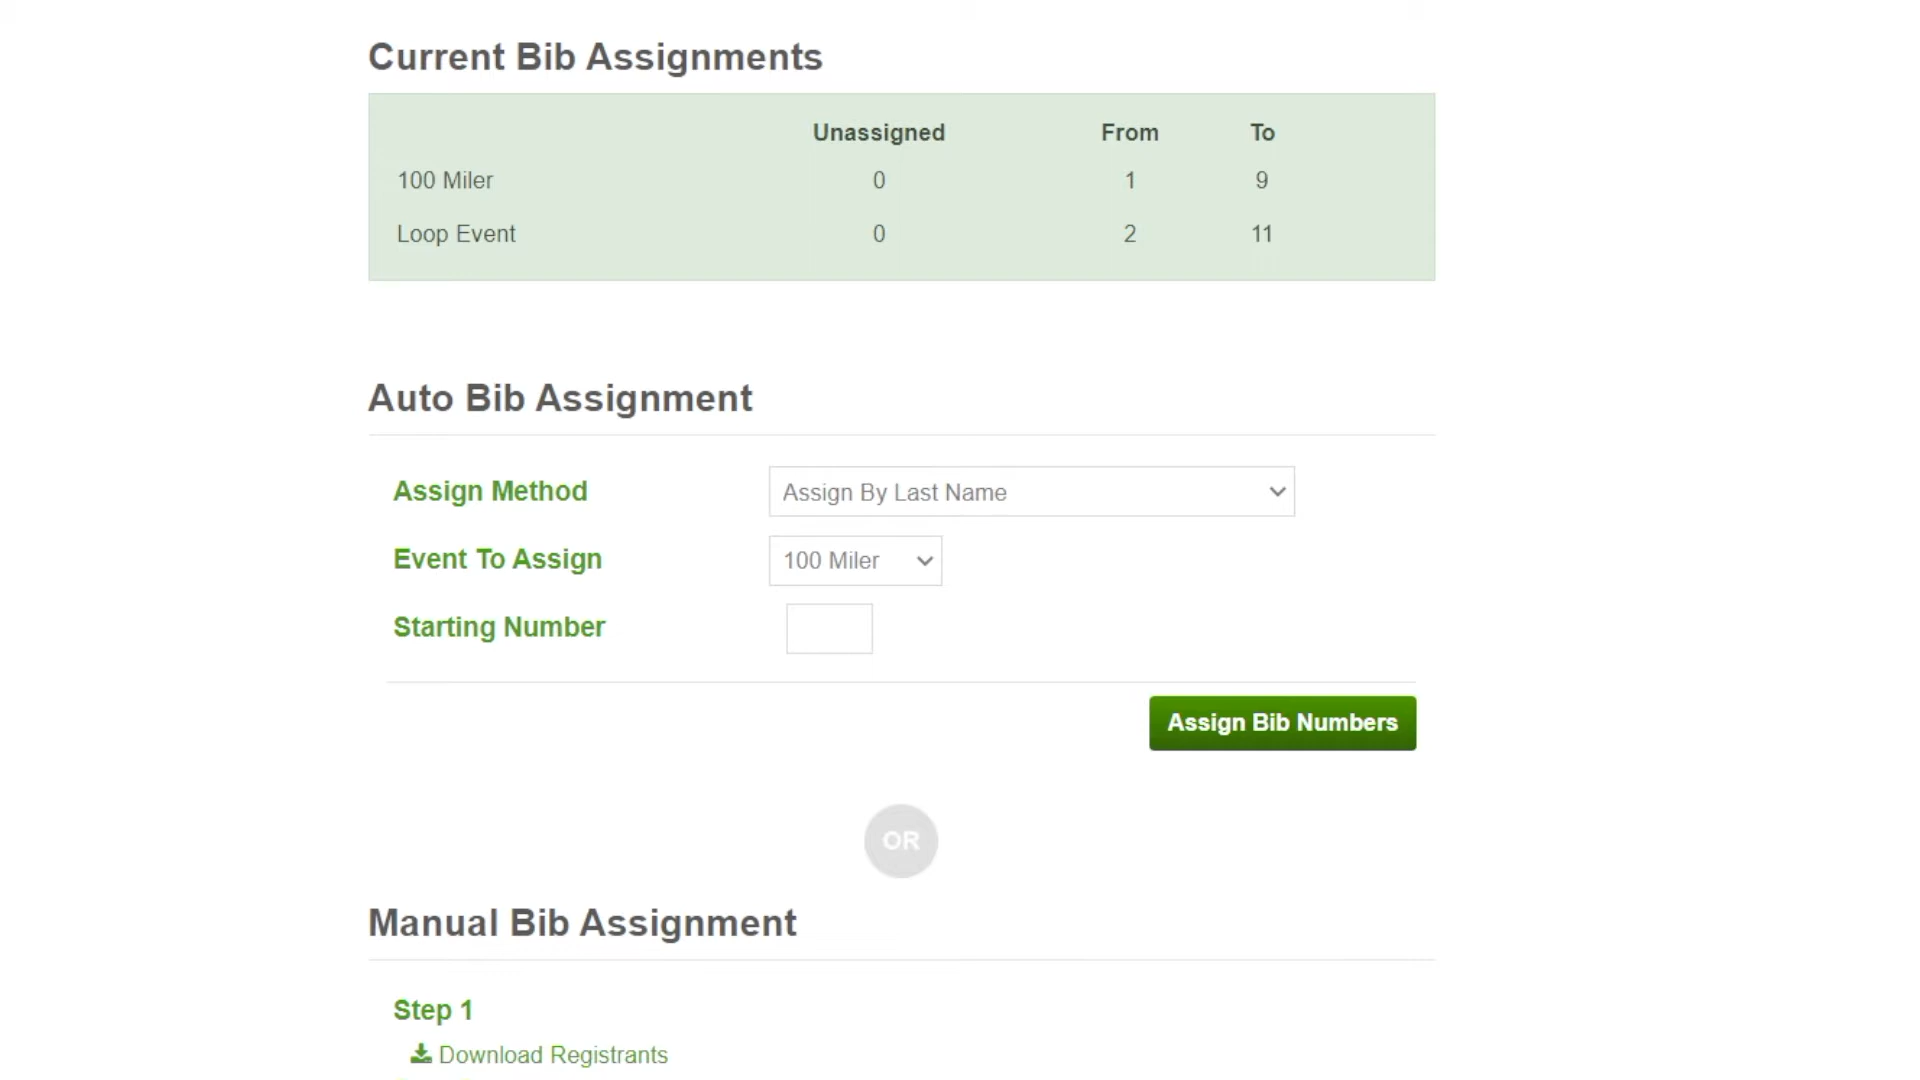 Current Bib Assignments
Unassigned From To
100 Miler 0 1 9
Loop Event 0 2 11
Auto Bib Assignment
Assign Method Assign By Last Name
Event To Assign 100 Miler
Starting Number
Assign Bib Numbers
OR
Manual Bib Assignment
Step 1
Download Registrants